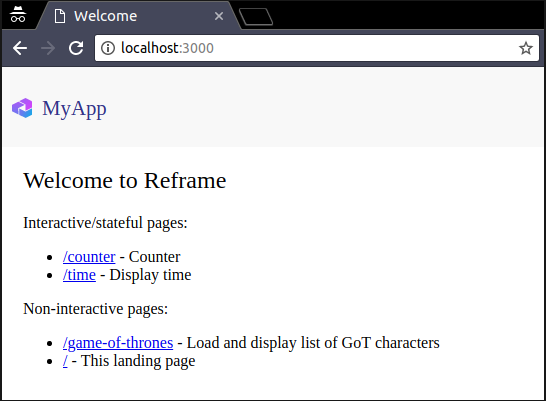 Welcome
localhost:3000
MyApp
Welcome to Reframe
Interactive/stateful pages:
/counter - Counter
/time - Display time
Non-interactive pages:
/game-of-thrones - Load and display list of GoT characters
/ - This landing page